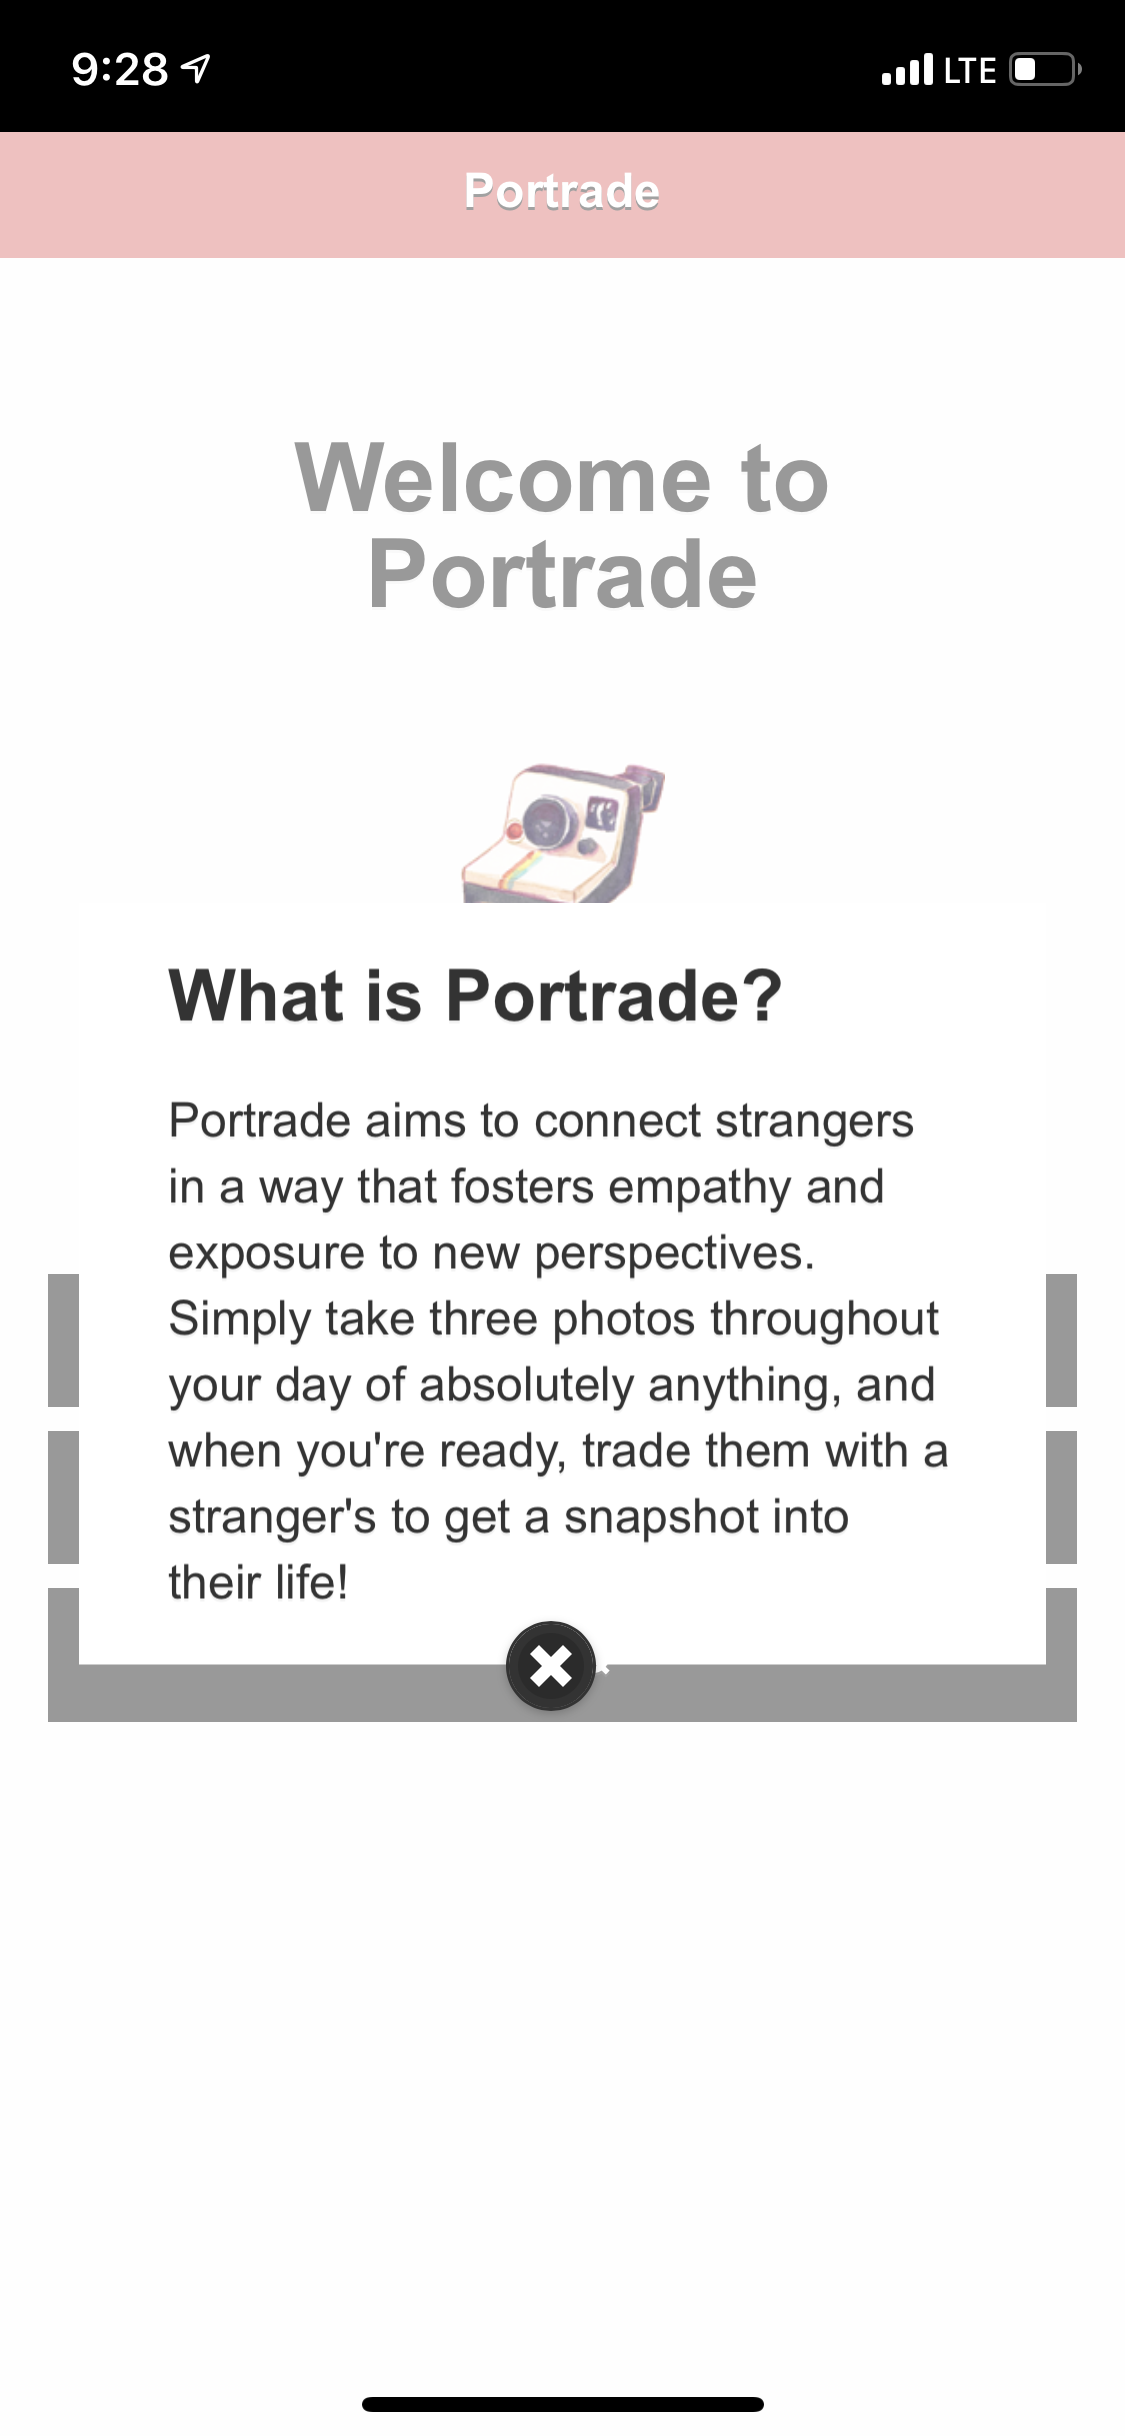 9:28
LTE
Portrade
Welcome to
Portrade
What is Portrade?
Portrade aims to connect strangers
in a way that fosters empathy and
exposure to new perspectives.
Simply take three photos throughout
your day of absolutely anything, and
when you're ready, trade them with a
stranger's to get a snapshot into
their life!